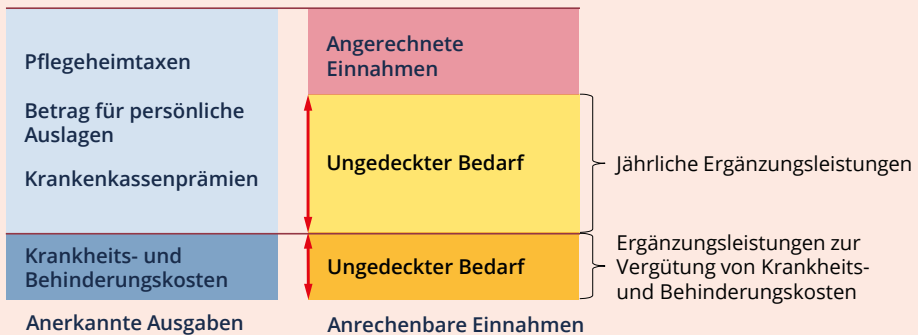 Pflegeheimtaxen
Betrag für persönliche
Auslagen
Krankenkassenprämien
Krankheits- und
Behinderungskosten
Anerkannte Ausgaben
Angerechnete
Einnahmen
Ungedeckter Bedarf
Ungedeckter Bedarf
Anrechenbare Einnahmen
Jährliche Ergänzungsleistungen
Ergänzungsleistungen zur
Vergütung von Krankheits-
und Behinderungskosten